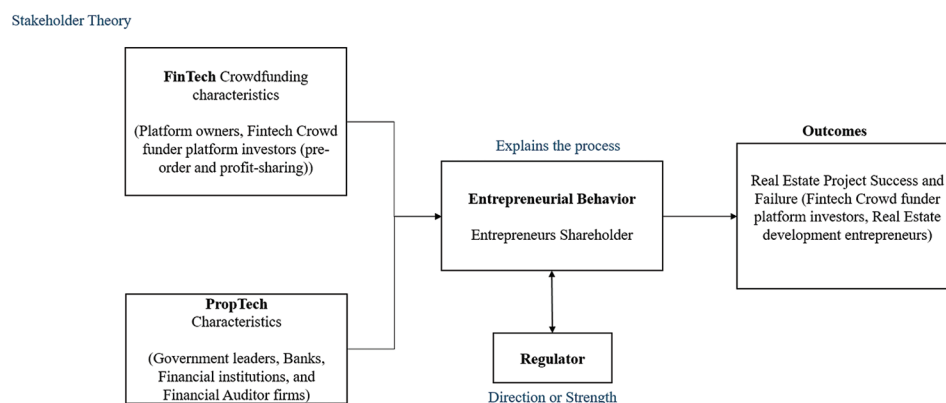 Stakeholder Theory
FinTech Crowdfunding
characteristics
(Platform owners, Fintech Crowd
funder platform investors (pre-
order and profit-sharing))
PropTech
Characteristics
(Government leaders, Banks,
Financial institutions, and
Financial Auditor firms)
Explains the process
Entrepreneurial Behavior
Entrepreneurs Shareholder
Regulator
Direction or Strength
Outcomes
Real Estate Project Success and
Failure (Fintech Crowd funder
platform investors, Real Estate
development entrepreneurs)